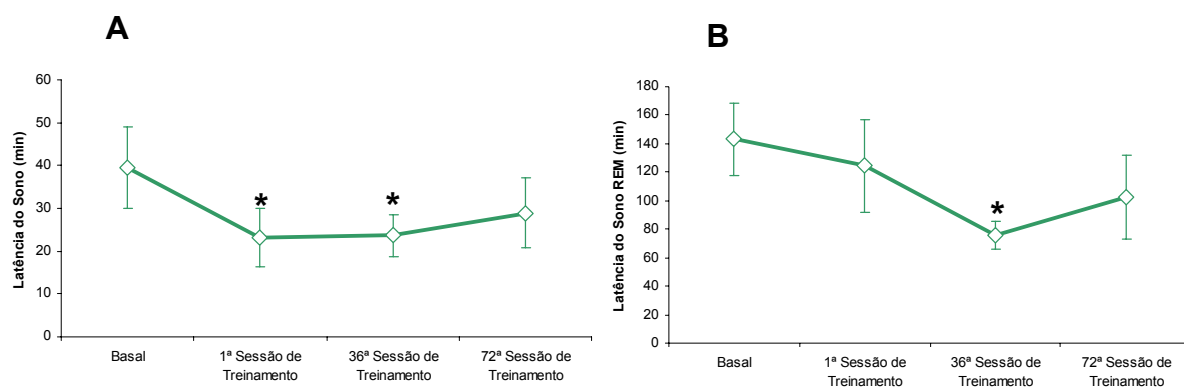 A
Latência do Sono (min)
60
50
40
30
20
10
0
*
*
Basal
1ª Sessão de
Treinamento
36ª Sessão de
Treinamento
72ª Sessão de
Treinamento
B
Latência do Sono REM (min)
180
160
140
120
100
80
60
40
20
0
*
Basal
1ª Sessão de
Treinamento
36ª Sessão de
Treinamento
72ª Sessão de
Treinamento